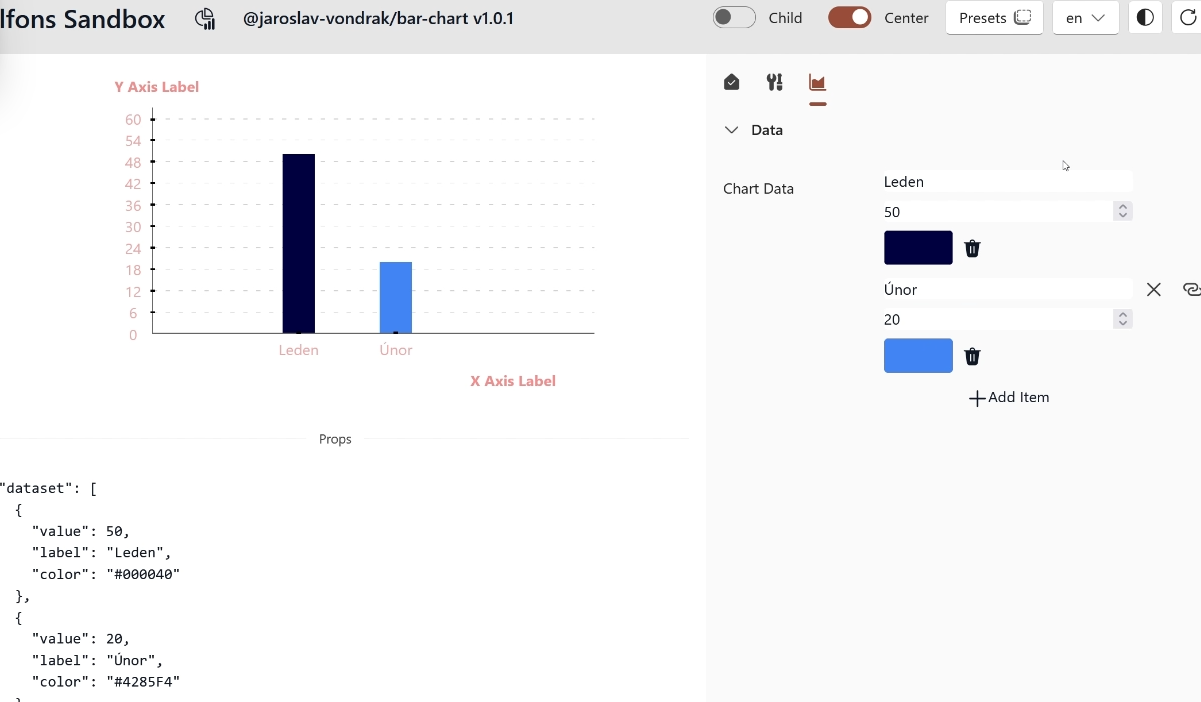 lfons Sandbox
@jaroslav-vondrak/bar-chart v1.0.1
Child
Center
Presets
en
Y Axis Label
60
54
48
42
36
30
24
18
12
6
0
Leden Únor
X Axis Label
Props
"dataset": [
{
"value": 50,
"label": "Leden",
"color": "#000040"
},
{
"value": 20,
"label": "Únor",
"color": "#4285F4"
Data
Chart Data
Leden
50
Únor
20
Add Item